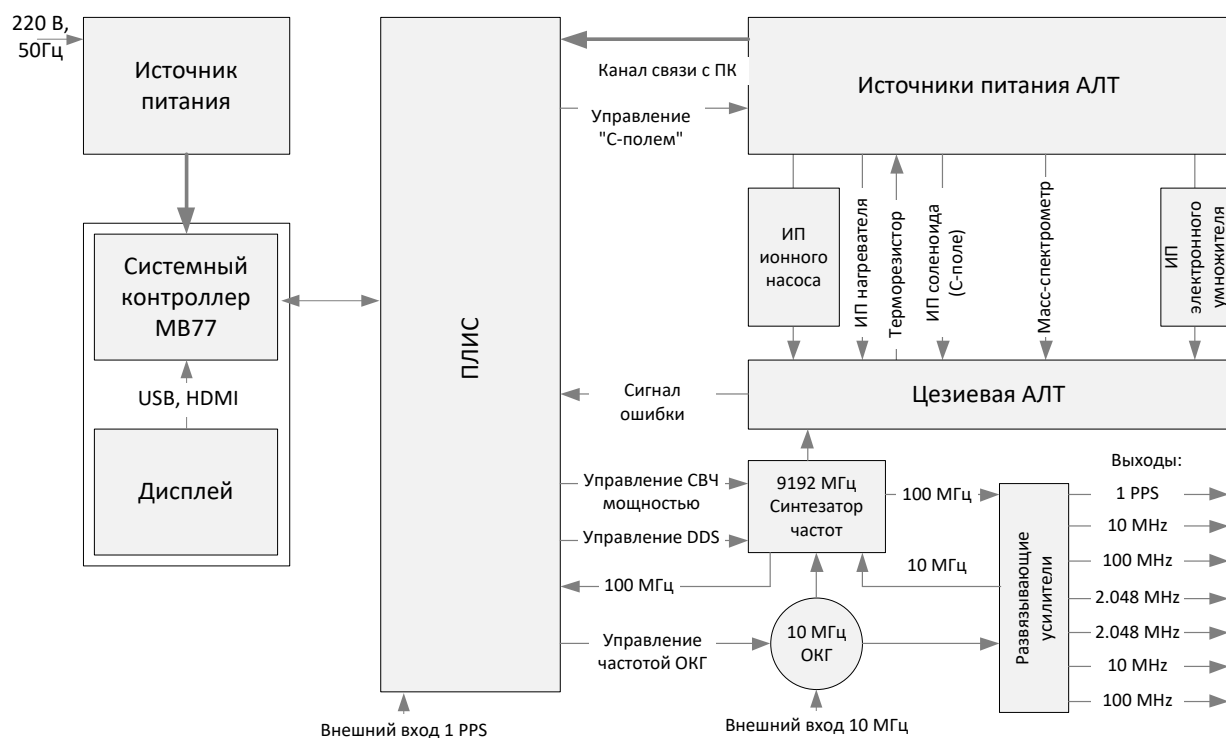 220 В,
50Гц
Источник
питания
Системный
контроллер
МВ77
USB, HDMI
Дисплей
ПЛИС
Канал связи с ПК
Управление
"С-полем"
Сигнал
ошибки
Управление СВЧ
мощностью
Управление DDS
100 МГц
Управление
частотой ОКГ
Внешний вход 1 PPS
Источники питания АЛТ
ИП
ионного
насоса
ИП нагревателя
Терморезистор
ИП соленоида
(С-поле)
Масс-спектрометр
ИП
электронного
умножителя
Цезиевая АЛТ
9192 МГц
Синтезатор
частот
100 МГц
10 МГц
10 МГц
ОКГ
Внешний вход 10 МГц
Развязывающие
усилители
Выходы:
1 PPS
10 MHz
100 MHz
2.048 MHz
2.048 MHz
10 MHz
100 MHz